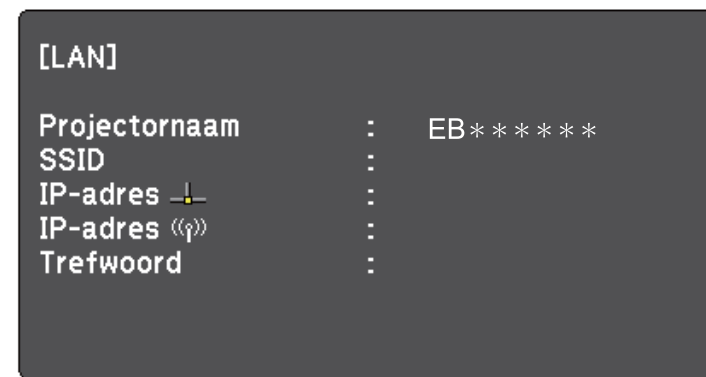 [LAN]
Projectornaam : EB******
SSID :
IP-adres :
IP-adres :
Trefwoord :